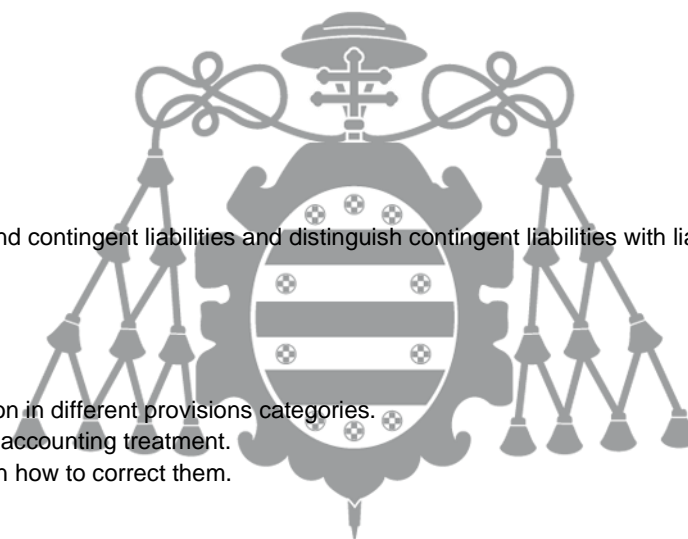 nd contingent liabilities and distinguish contingent liabilities with lia
on in different provisions categories.
accounting treatment.
n how to correct them.